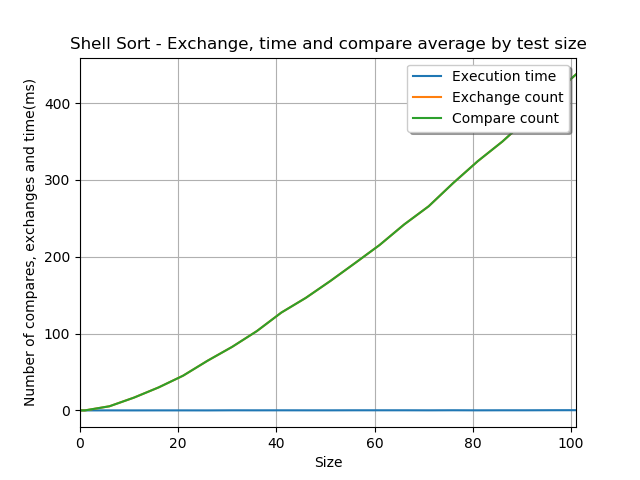 Shell Sort - Exchange, time and compare average by test size
Execution time
Exchange count
Compare count
Number of compares, exchanges and time(ms)
400
300
200
100
0
0 20 40 60 80 100
Size